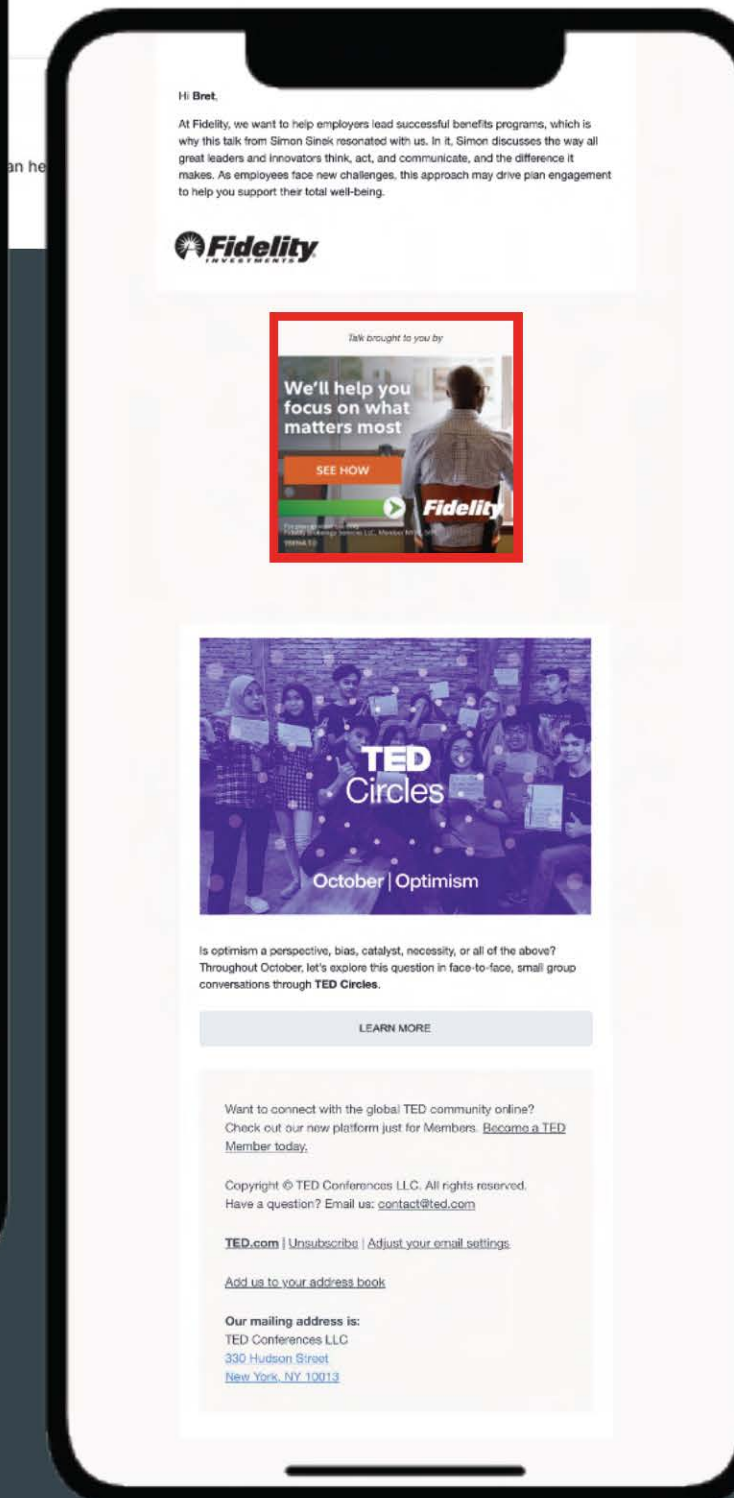 an he
Hi Bret,
At Fidelity, we want to help employers lead successful benefits programs, which is
why this talk from Simon Sinek resonated with us. In it, Simon discusses the way all
great leaders and innovators think, act, and communicate, and the difference it
makes. As employees face new challenges, this approach may drive plan engagement
to help you support their total well-being.
Fidelity
INVESTMENTS
Talk brought to you by
We'll help you
focus on what
matters most
SEE HOW
Fidelity
Fidelity Brokerage Services LLC, Member
TED
Circles
October | Optimism
Is optimism a perspective, bias, catalyst, necessity, or all of the above?
Throughout October, let's explore this question in face-to-face, small group
conversations through TED Circles.
LEARN MORE
Want to connect with the global TED community online?
Check out our new platform just for Members. Become a TED
Member today.
Copyright © TED Conferences LLC. All rights reserved.
Have a question? Email us: contact@ted.com
TED.com | Unsubscribe | Adjust your email settings
Add us to your address book
Our mailing address is:
TED Conferences LLC
330 Hudson Street
New York, NY 10013